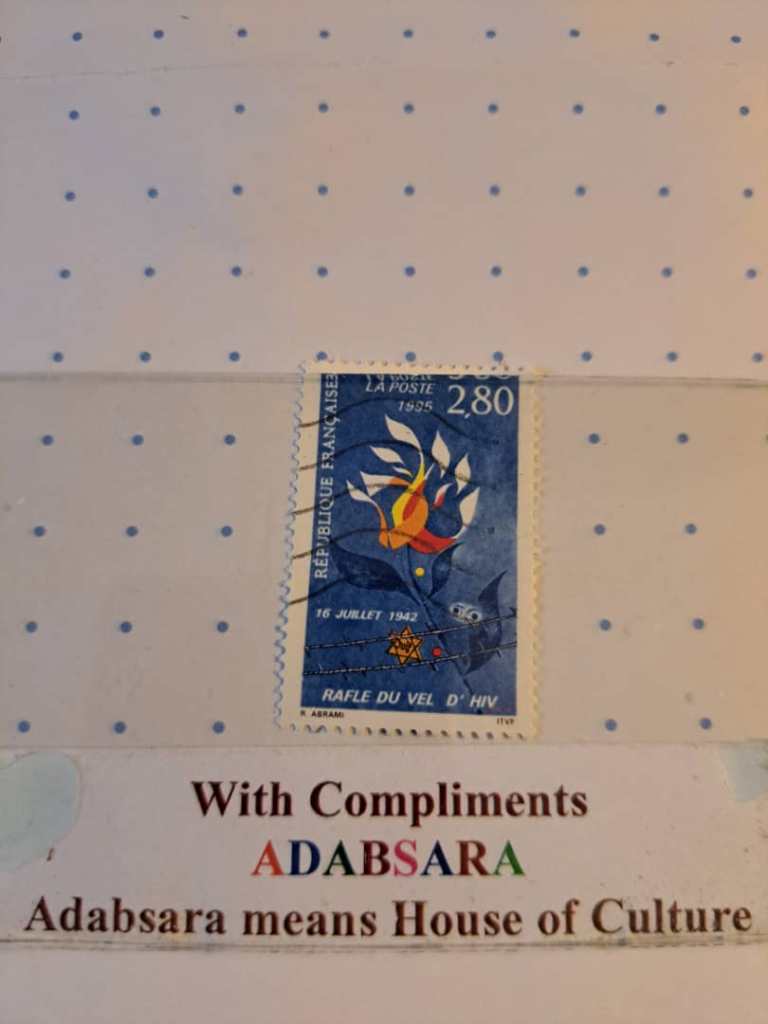 LA POSTE
1995
2,80
RÉPUBLIQUE FRANÇAISE
16 JUILLET 1942
RAFLE DU VEL D' HIV
R. ABRAMI
ITVF
With Compliments
ADABSARA
Adabsara means House of Culture